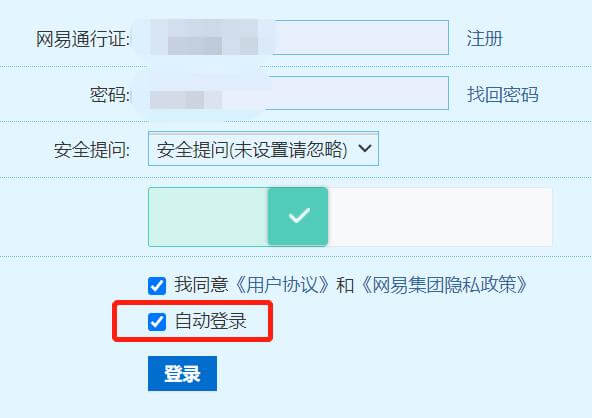 网易通行证: 注册
密码: 找回密码
安全提问: 安全提问(未设置请忽略)
我同意《用户协议》和《网易集团隐私政策》
自动登录
登录